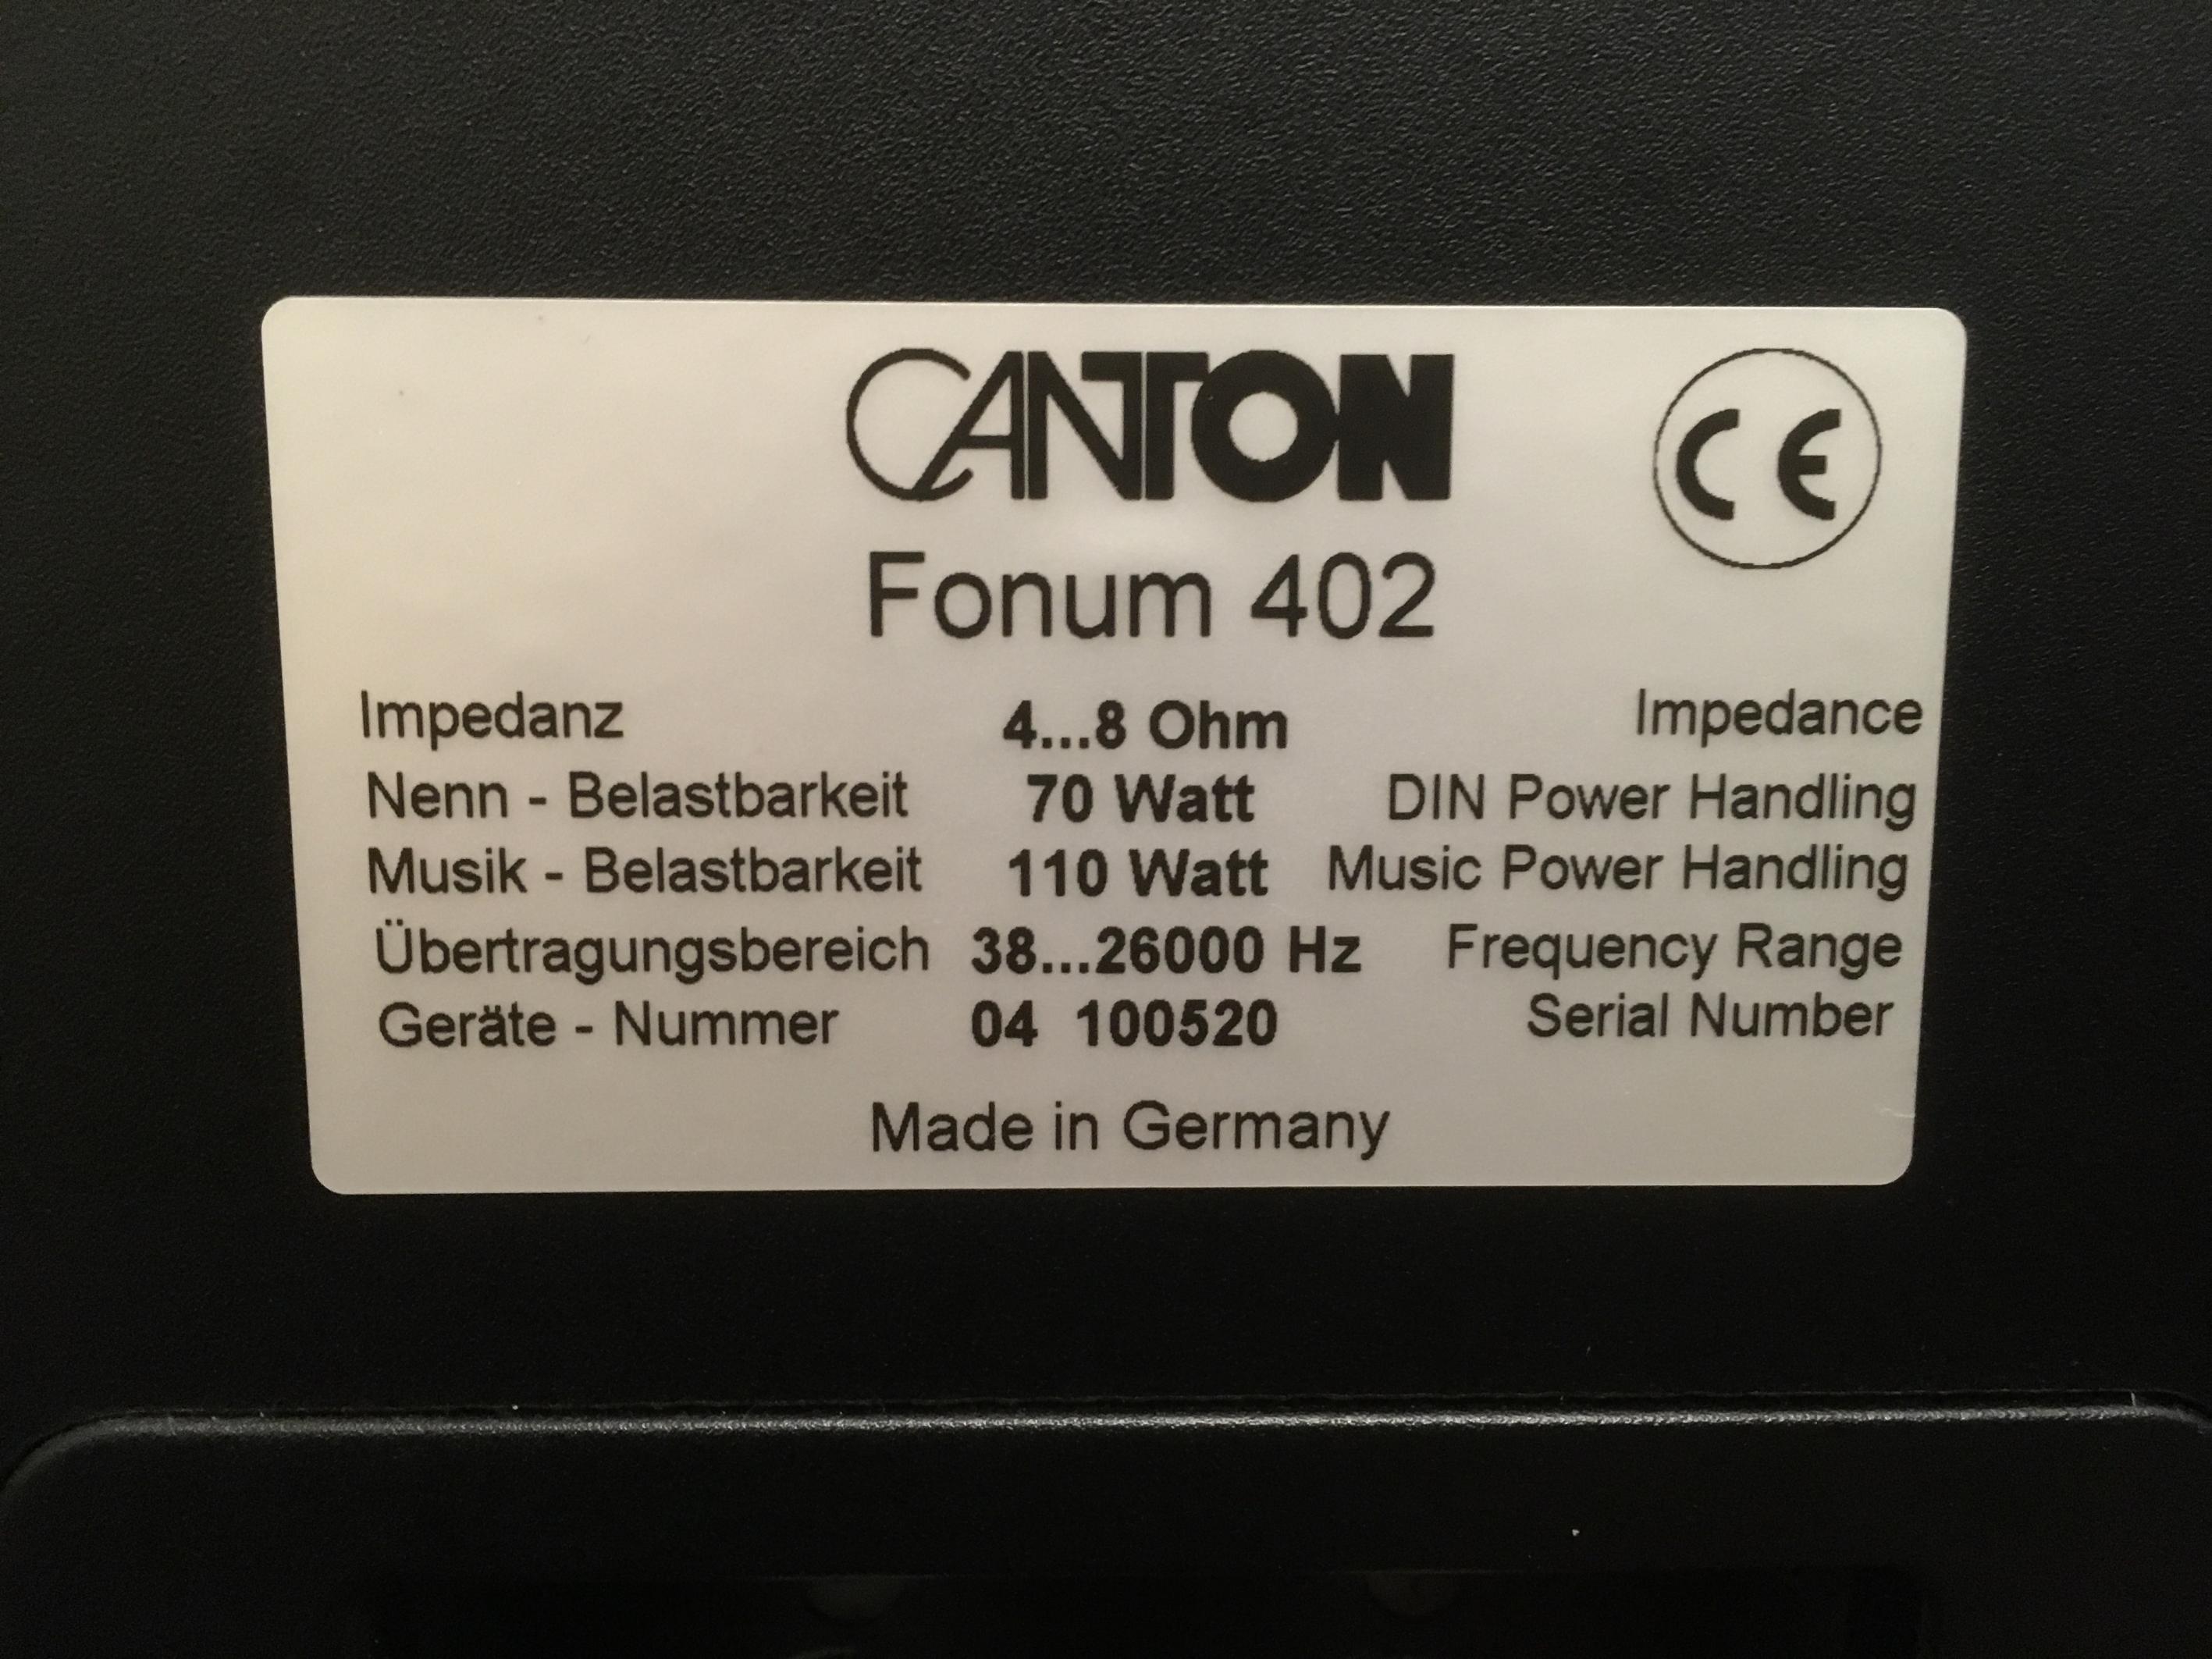 CANTON
CE
Fonum 402
Impedanz 4...8 Ohm Impedance
Nenn - Belastbarkeit 70 Watt DIN Power Handling
Musik - Belastbarkeit 110 Watt Music Power Handling
Übertragungsbereich 38...26000 Hz Frequency Range
Geräte - Nummer 04 100520 Serial Number
Made in Germany